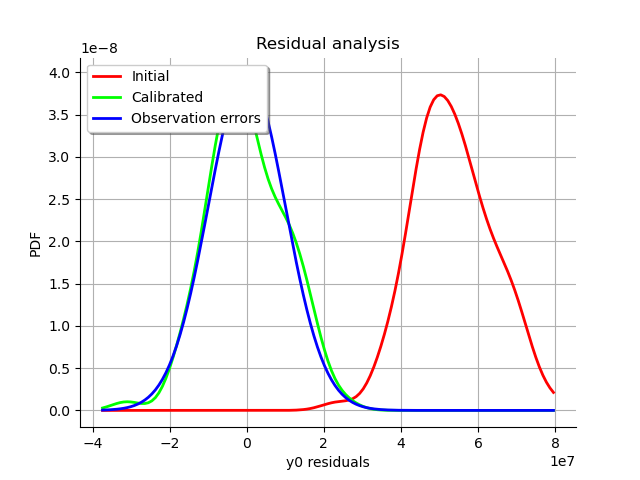 Residual analysis
1e−8
Initial
Calibrated
Observation errors
4.0
3.5
3.0
2.5
2.0
1.5
1.0
0.5
0.0
PDF
−4 −2 0 2 4 6 8
y0 residuals
1e7